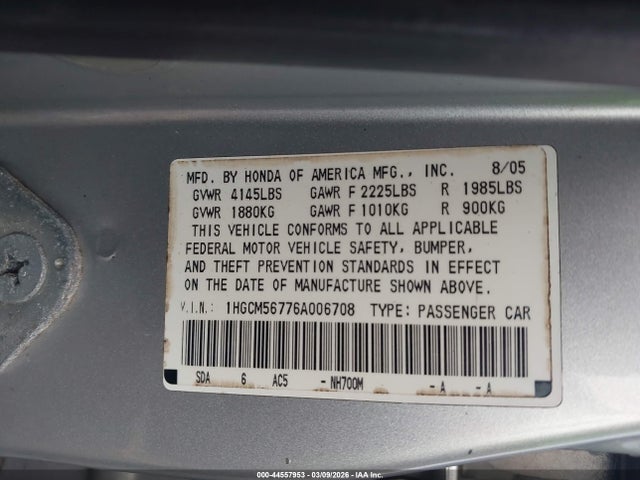 MFD. BY HONDA OF AMERICA MFG., INC. 8/05
GVWR 4145LBS GAWR F 2225LBS R 1985LBS
GVWR 1880KG GAWR F 1010KG R 900KG
THIS VEHICLE CONFORMS TO ALL APPLICABLE
FEDERAL MOTOR VEHICLE SAFETY, BUMPER,
AND THEFT PREVENTION STANDARDS IN EFFECT
ON THE DATE OF MANUFACTURE SHOWN ABOVE.
V.I.N.: 1HGCM56776A006708 TYPE: PASSENGER CAR
SDA 6 AC5 - NH700M - A - A
000-44557953 - 03/09/2026 - IAAI Inc.